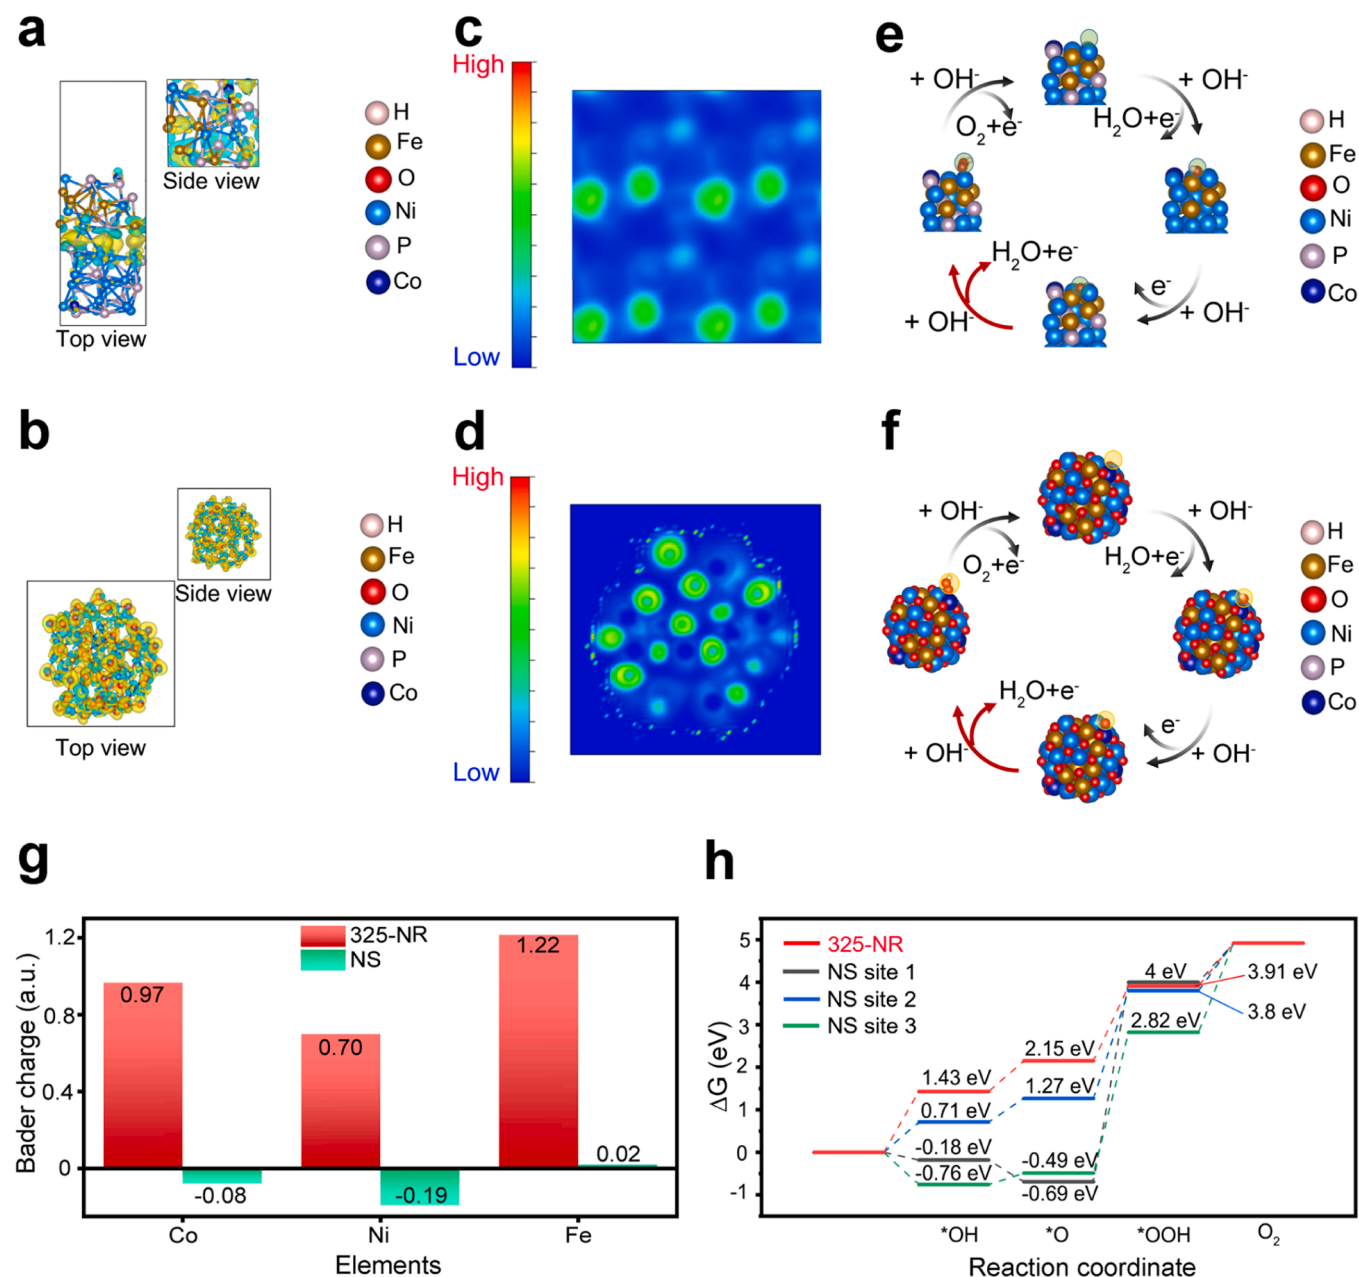 a
Side view
Top view
H
Fe
O
Ni
P
Co
b
Side view
Top view
H
Fe
O
Ni
P
Co
c
High
Low
d
High
Low
e
+ OH-
O2+e-
+ OH-
H2O+e-
H2O+e-
+ OH-
e-
+ OH-
H
Fe
O
Ni
P
Co
f
+ OH-
O2+e-
+ OH-
H2O+e-
H2O+e-
+ OH-
e-
+ OH-
H
Fe
O
Ni
P
Co
g
Bader charge (a.u.)
1.2
0.8
0.4
0
325-NR
NS
0.97
-0.08
0.70
-0.19
1.22
0.02
Co
Ni
Fe
Elements
h
ΔG (eV)
5
4
3
2
1
0
-1
325-NR
NS site 1
NS site 2
NS site 3
1.43 eV
0.71 eV
-0.18 eV
-0.76 eV
2.15 eV
1.27 eV
-0.49 eV
-0.69 eV
4 eV
3.91 eV
3.8 eV
2.82 eV
*OH
*O
*OOH
O2
Reaction coordinate